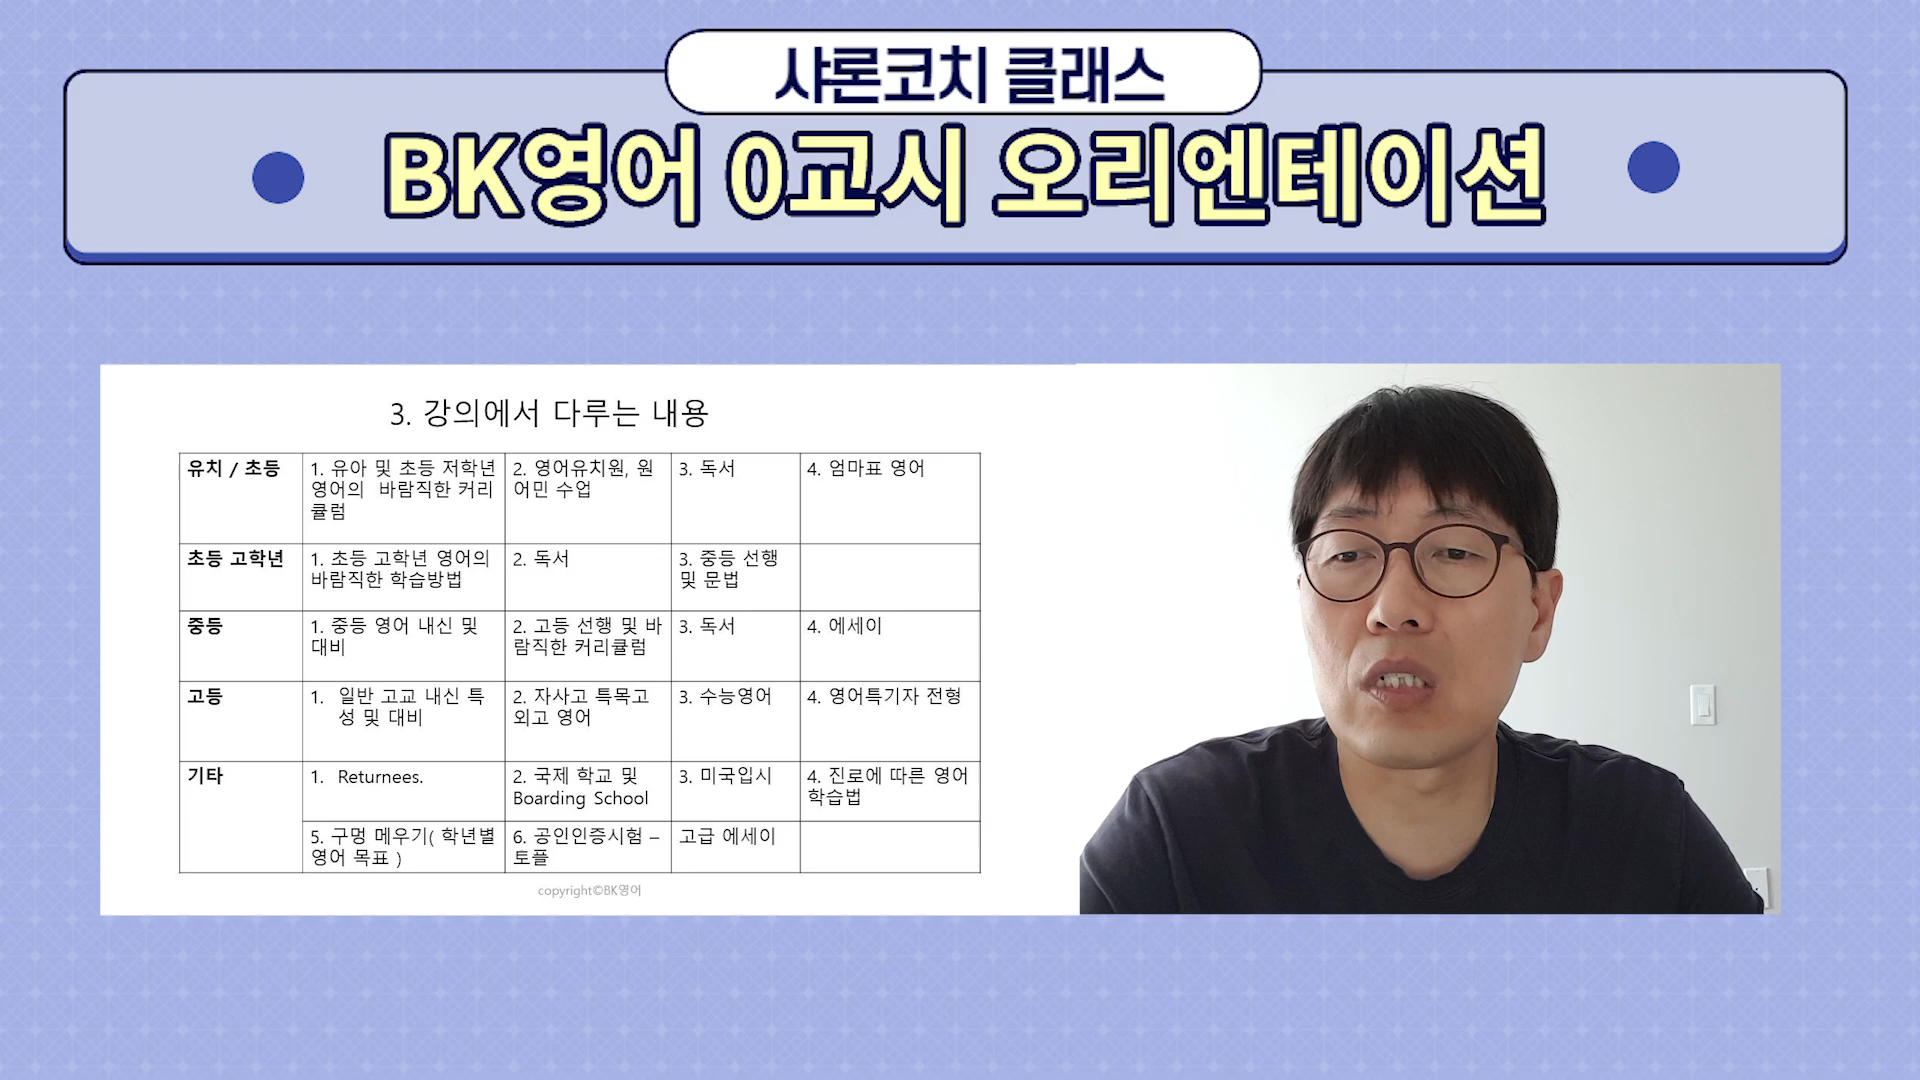 샤론코치 클래스
BK영어 0교시 오리엔테이션
3. 강의에서 다루는 내용
유치 / 초등
1. 유아 및 초등 저학년
영어의 바람직한 커리
큘럼
2. 영어유치원, 원
어민 수업
3. 독서
4. 엄마표 영어
초등 고학년
1. 초등 고학년 영어의
바람직한 학습방법
2. 독서
3. 중등 선행
및 문법
중등
1. 중등 영어 내신 및
대비
2. 고등 선행 및 바
람직한 커리큘럼
3. 독서
4. 에세이
고등
1. 일반 고교 내신 특
성 및 대비
2. 자사고 특목고
외고 영어
3. 수능영어
4. 영어특기자 전형
기타
1. Returnees.
2. 국제 학교 및
Boarding School
3. 미국입시
4. 진로에 따른 영어
학습법
5. 구멍 메우기( 학년별
영어 목표 )
6. 공인인증시험 –
토플
고급 에세이
copyright©BK영어